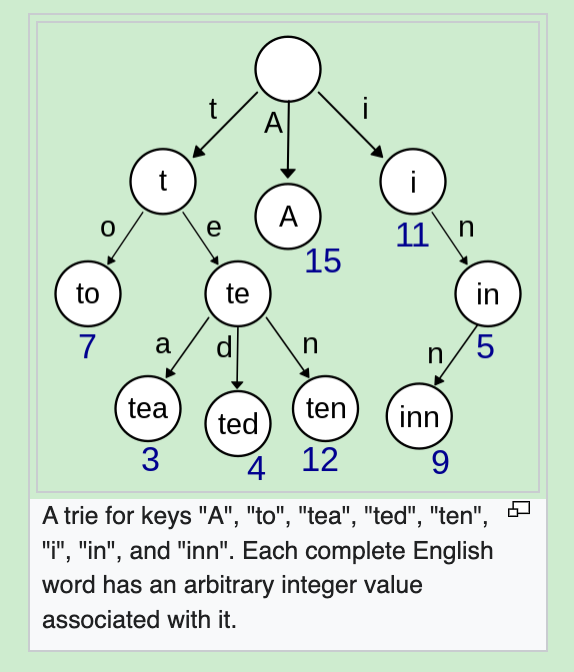 t
A
i
t
i
A
11
15
o
e
n
to
te
in
7
5
a
d
n
n
tea
ted
ten
inn
3
4
12
9
A trie for keys "A", "to", "tea", "ted", "ten",
"i", "in", and "inn". Each complete English
word has an arbitrary integer value
associated with it.